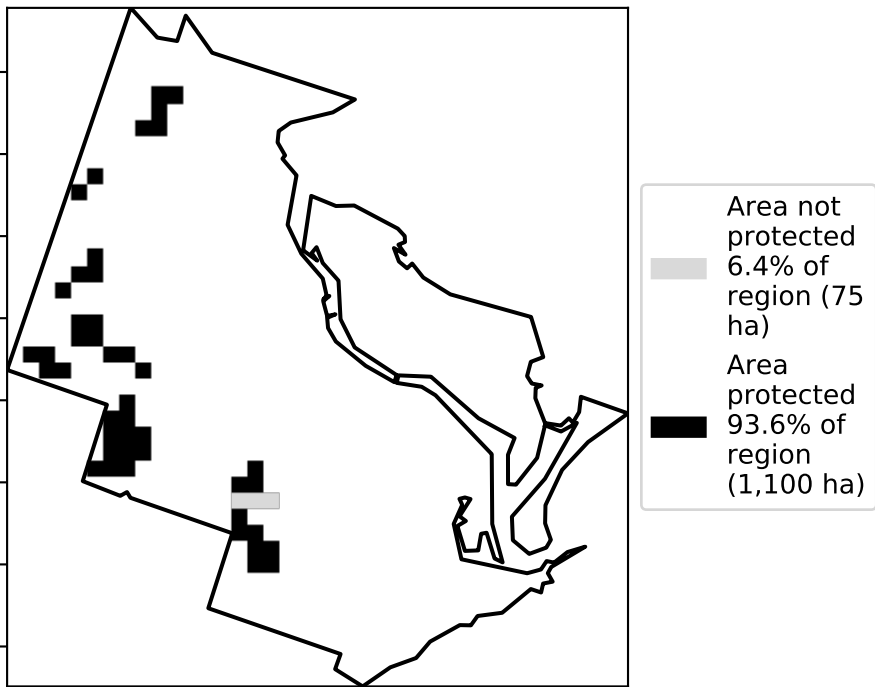 Area not
protected
6.4% of
region (75
ha)
Area
protected
93.6% of
region
(1,100 ha)